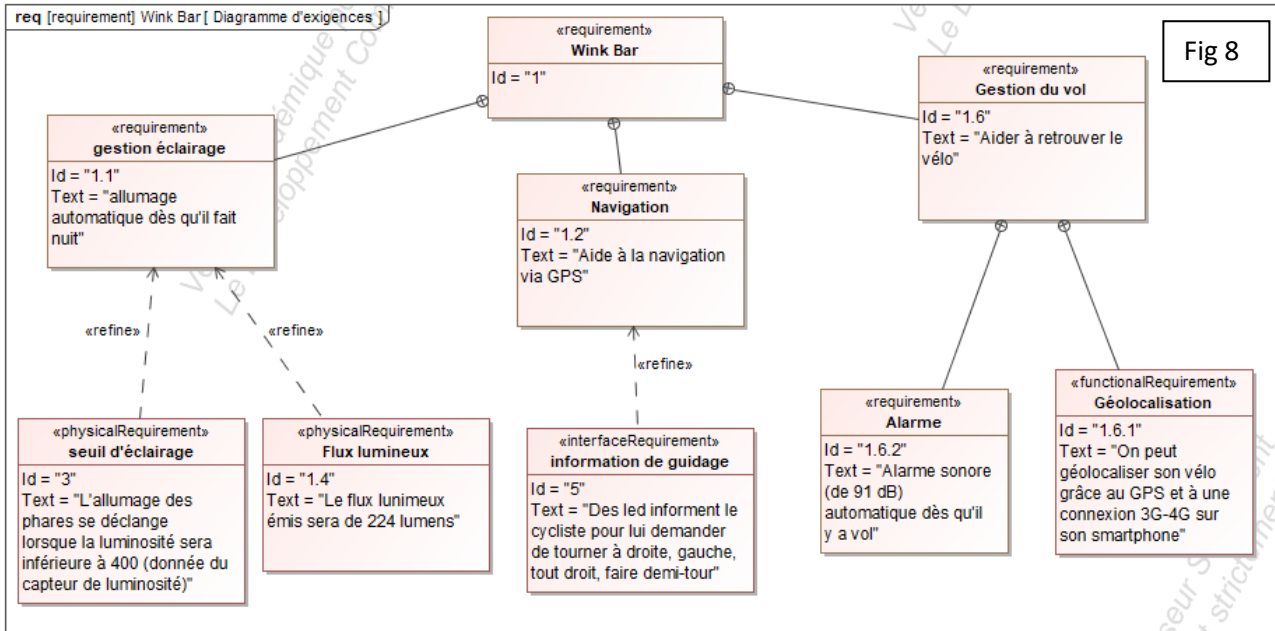 req [requirement] Wink Bar [ Diagramme d'exigences ]
Fig 8
«requirement»
Wink Bar
Id = "1"
«requirement»
gestion éclairage
Id = "1.1"
Text = "allumage
automatique dès qu'il fait
nuit"
«requirement»
Navigation
Id = "1.2"
Text = "Aide à la navigation
via GPS"
«requirement»
Gestion du vol
Id = "1.6"
Text = "Aider à retrouver le
vélo"
«refine»
«refine»
«refine»
«physicalRequirement»
seuil d'éclairage
Id = "3"
Text = "L'allumage des
phares se déclange
lorsque la luminosité sera
inférieure à 400 (donnée du
capteur de luminosité)"
«physicalRequirement»
Flux lumineux
Id = "1.4"
Text = "Le flux lunimeux
émis sera de 224 lumens"
«interfaceRequirement»
information de guidage
Id = "5"
Text = "Des led informent le
cycliste pour lui demander
de tourner à droite, gauche,
tout droit, faire demi-tour"
«requirement»
Alarme
Id = "1.6.2"
Text = "Alarme sonore
(de 91 dB)
automatique dès qu'il
y a vol"
«functionalRequirement»
Géolocalisation
Id = "1.6.1"
Text = "On peut
géolocaliser son vélo
grâce au GPS et à une
connexion 3G-4G sur
son smartphone"